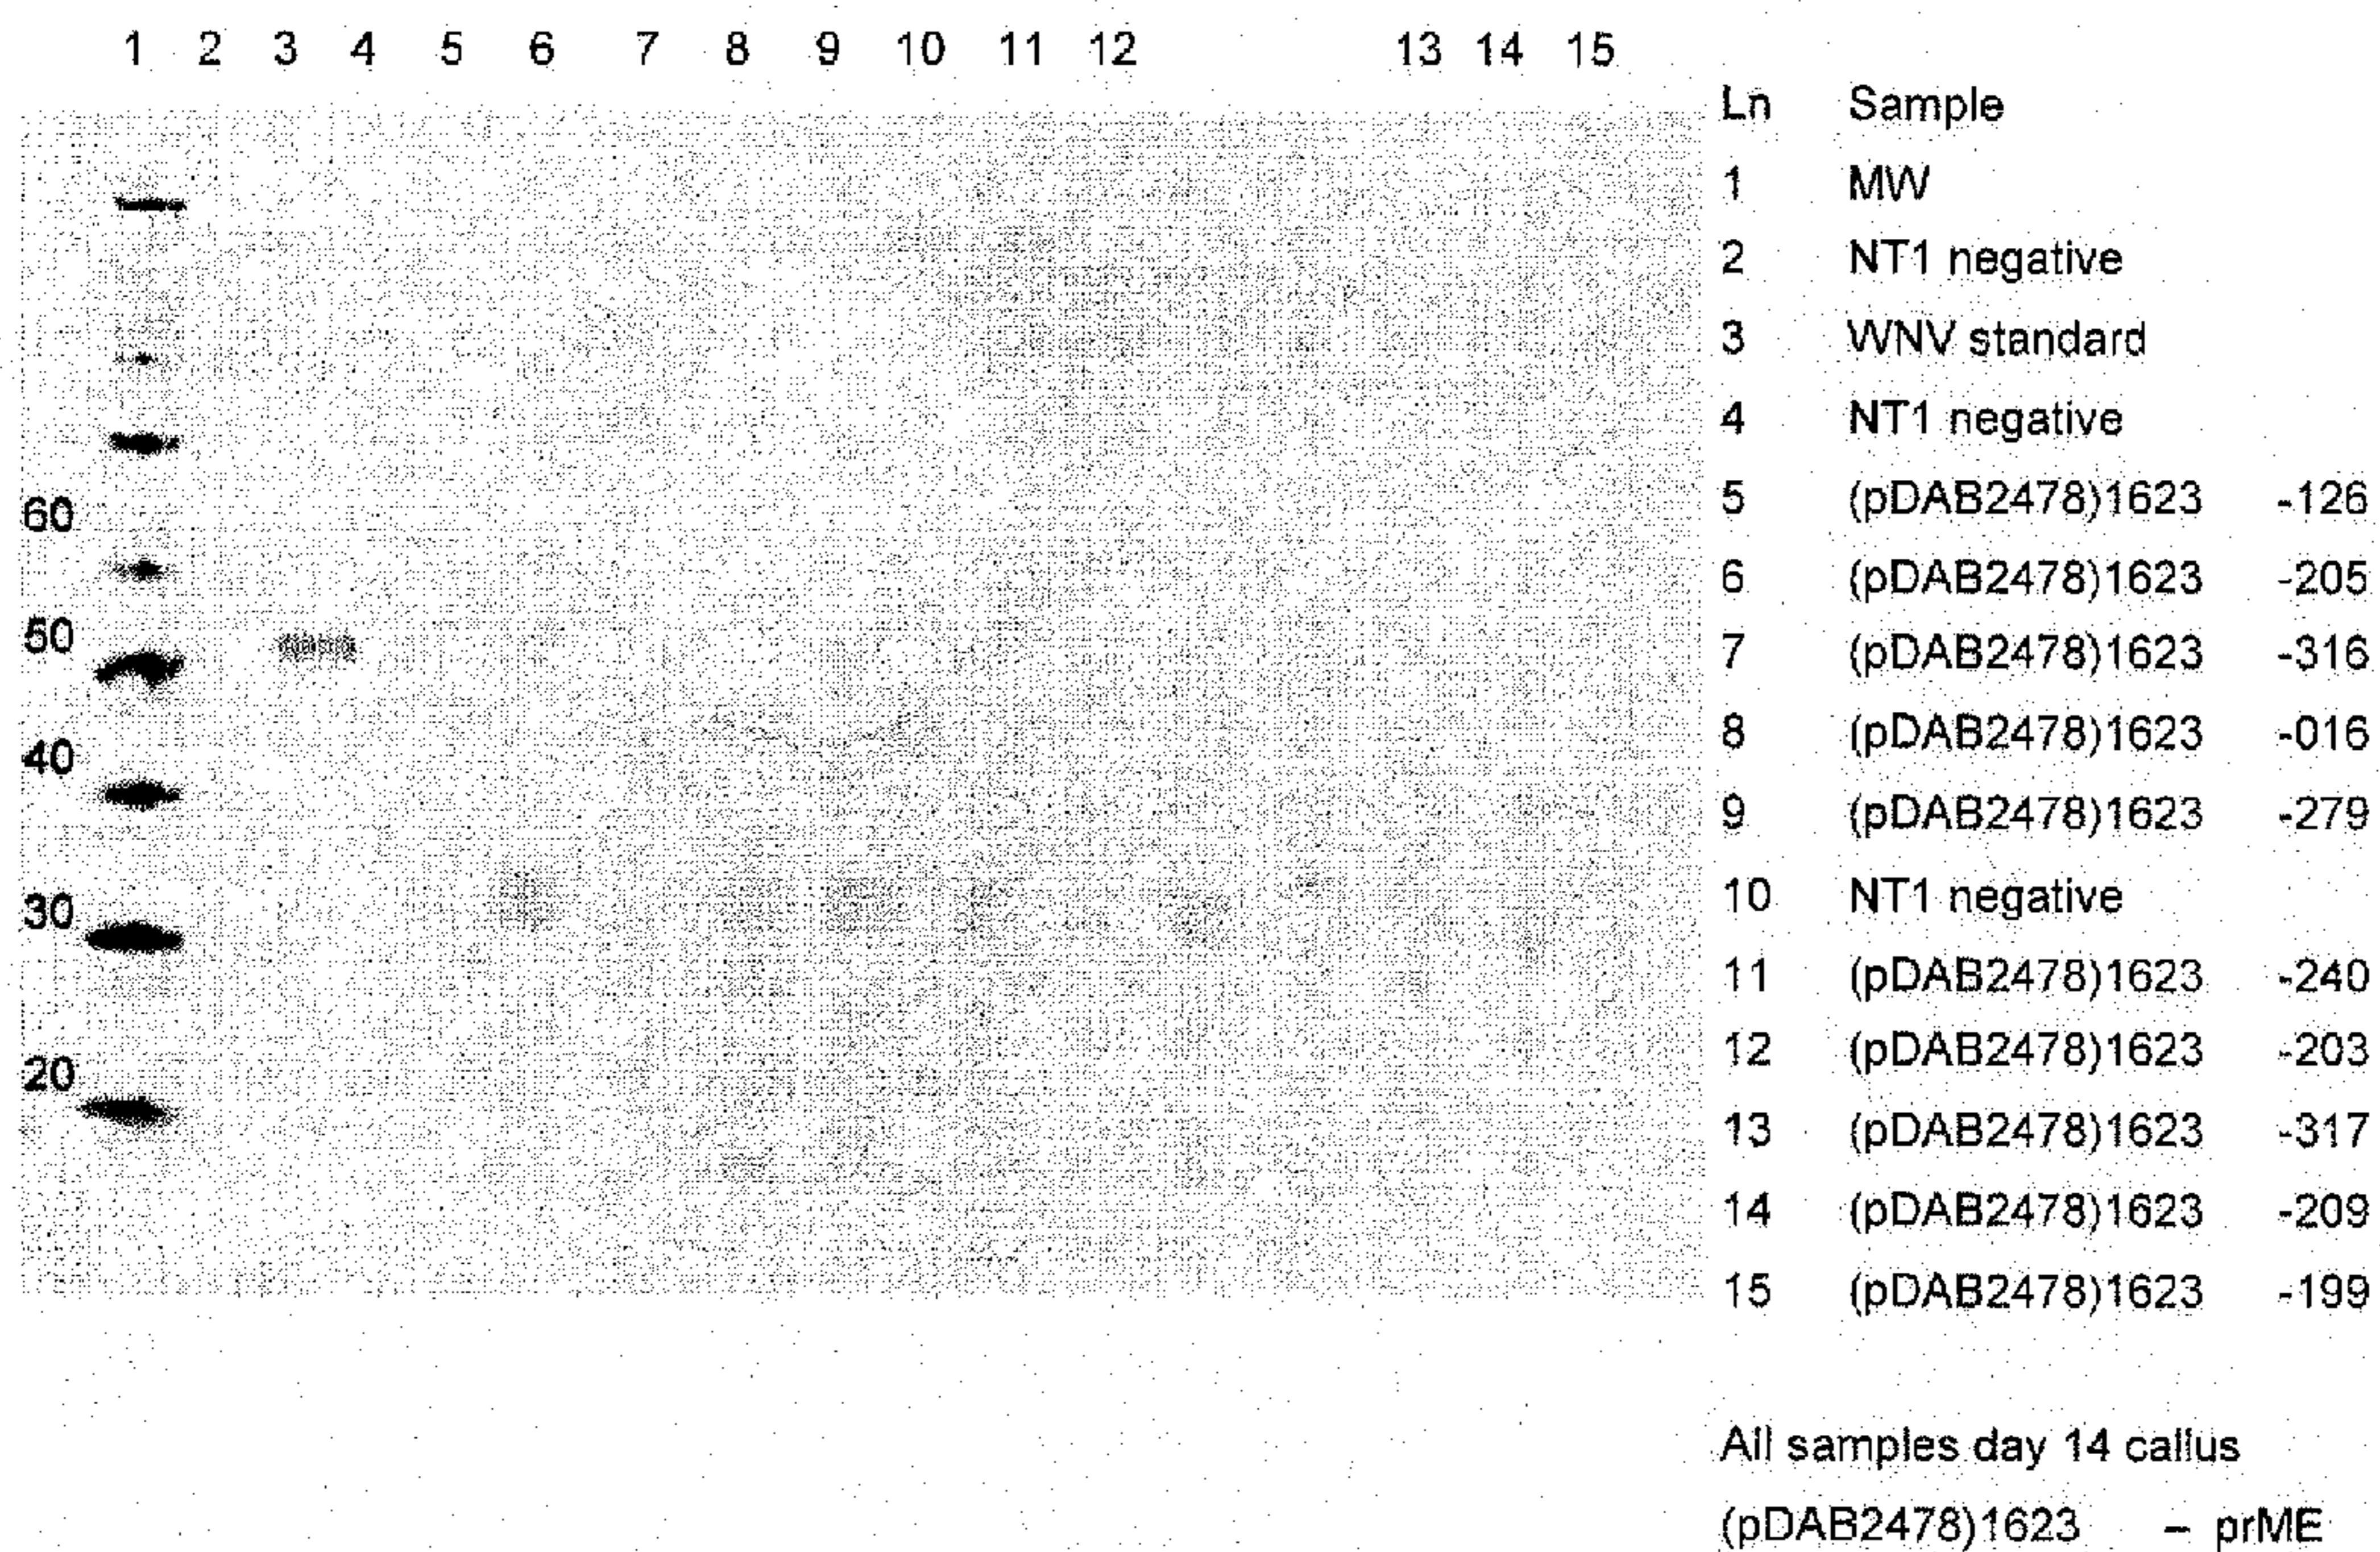 1 2 3 4 5 6 7 8 9 10 11 12 13 14 15
Ln Sample
1 MW
2 NT1 negative
3 WNV standard
4 NT1 negative
5 (pDAB2478)1623 -126
6 (pDAB2478)1623 -205
7 (pDAB2478)1623 -316
8 (pDAB2478)1623 -016
9 (pDAB2478)1623 -279
10 NT1 negative
11 (pDAB2478)1623 -240
12 (pDAB2478)1623 -203
13 (pDAB2478)1623 -317
14 (pDAB2478)1623 -209
15 (pDAB2478)1623 -199
All samples day 14 callus
(pDAB2478)1623 – prME
60
50
40
30
20